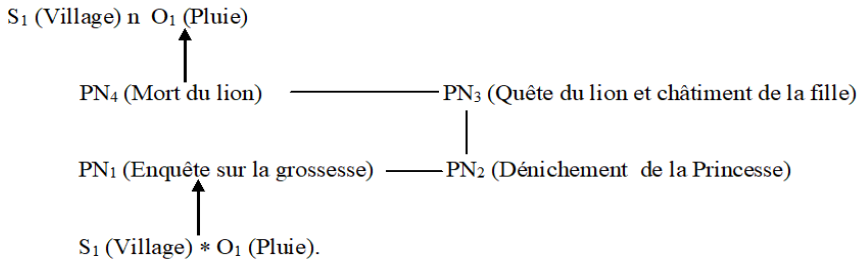 S₁ (Village) n O₁ (Pluie)
PN₄ (Mort du lion) PN₃ (Quête du lion et châtiment de la fille)
PN₁ (Enquête sur la grossesse) PN₂ (Dénichement de la Princesse)
S₁ (Village) * O₁ (Pluie).